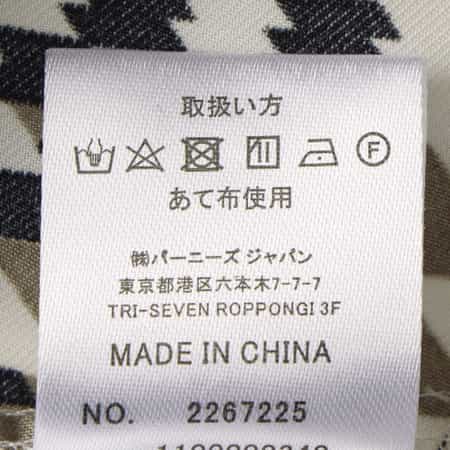 取扱い方
F
あて布使用
㈱バーニーズ ジャパン
東京都港区六本木7-7-7
TRI-SEVEN ROPPONGI 3F
MADE IN CHINA
NO. 2267225